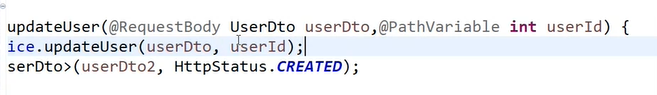 updateUser(@RequestBody UserDto userDto,@PathVariable int userId) {
ice.updateUser(userDto, userId);
serDto>(userDto2, HttpStatus.CREATED);